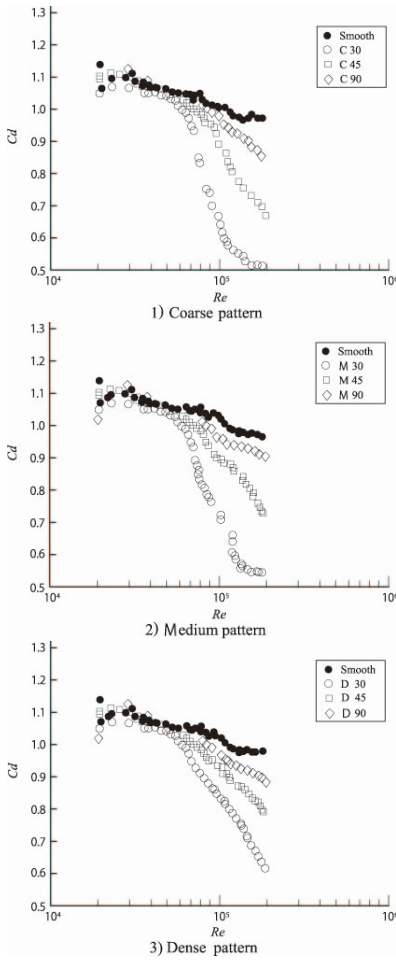 1.3
1.2
1.1
1.0
0.9
0.8
0.7
0.6
0.5
Cd
Smooth
C 30
C 45
C 90
10⁴
10⁵
10⁶
Re
1) Coarse pattern
1.3
1.2
1.1
1.0
0.9
0.8
0.7
0.6
0.5
Cd
Smooth
M 30
M 45
M 90
10⁴
10⁵
10⁶
Re
2) Medium pattern
1.3
1.2
1.1
1.0
0.9
0.8
0.7
0.6
0.5
Cd
Smooth
D 30
D 45
D 90
10⁴
10⁵
10⁶
Re
3) Dense pattern